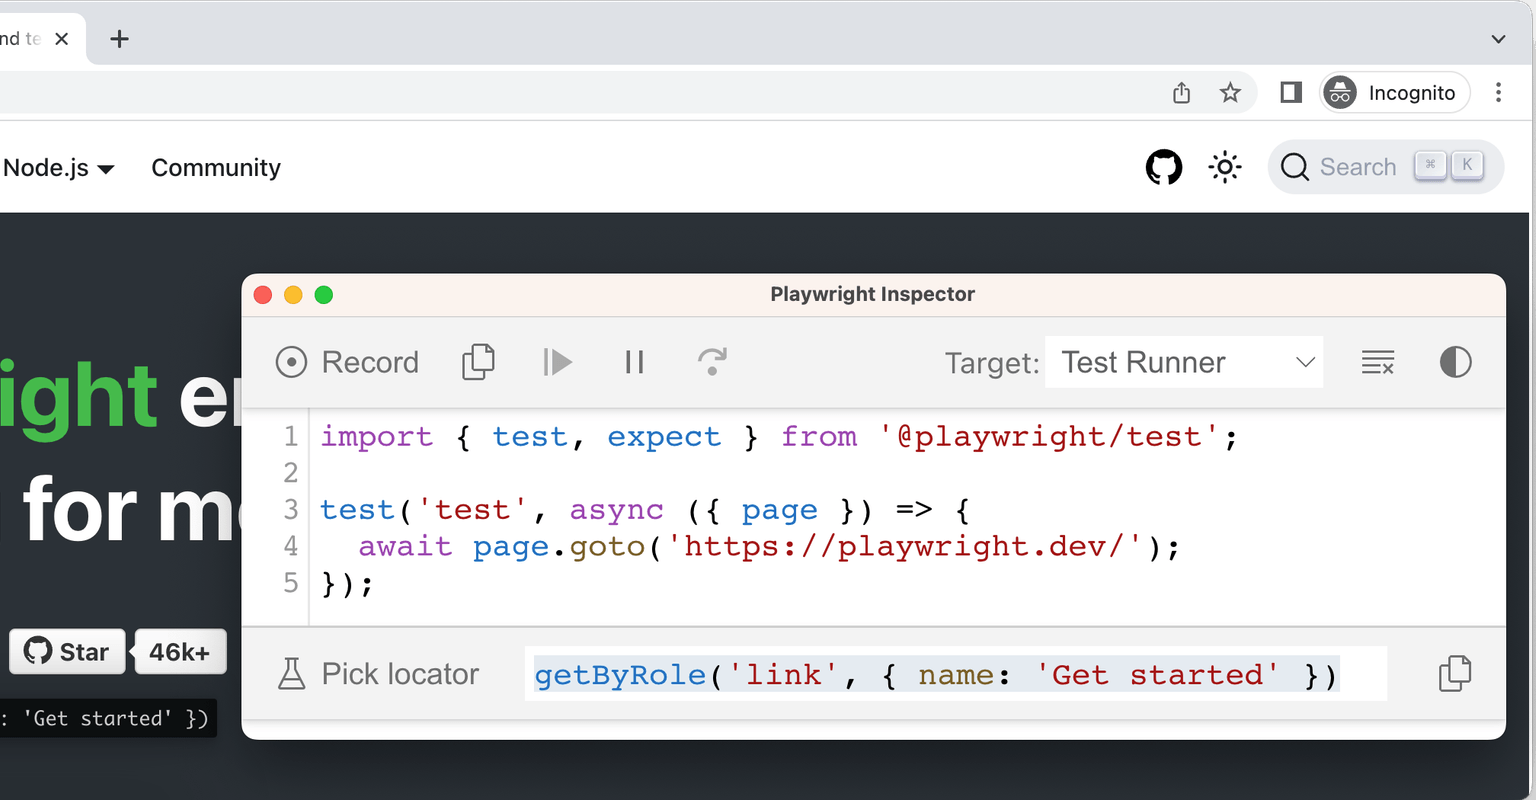 nd te
Incognito
Node.js Community
Search ⌘ K
Playwright Inspector
Record Target: Test Runner
1 import { test, expect } from '@playwright/test';
2
3 test('test', async ({ page }) => {
4 await page.goto('https://playwright.dev/');
5 });
ight e
for m
Star 46k+
Pick locator getByRole('link', { name: 'Get started' })
: 'Get started' })